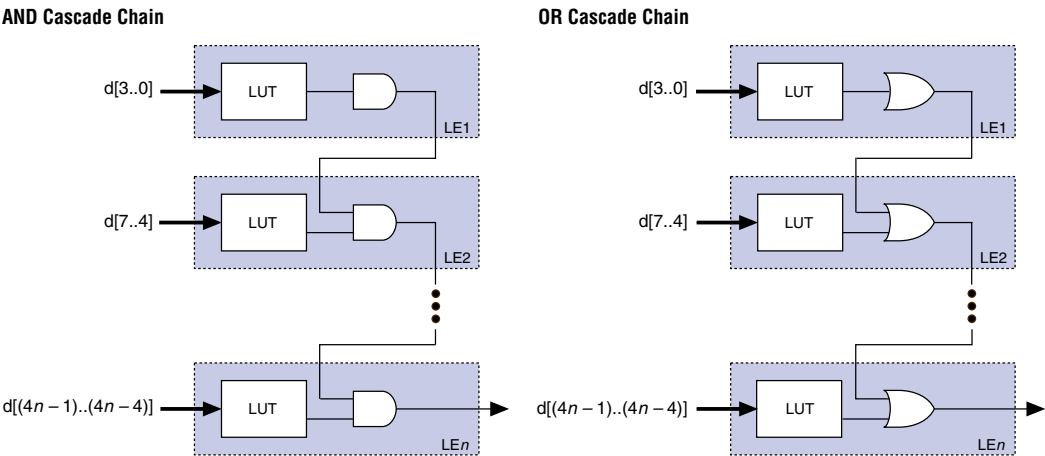 AND Cascade Chain
d[3..0]
LUT
LE1
d[7..4]
LUT
LE2
d[(4n – 1)..(4n – 4)]
LUT
LEn
OR Cascade Chain
d[3..0]
LUT
LE1
d[7..4]
LUT
LE2
d[(4n – 1)..(4n – 4)]
LUT
LEn